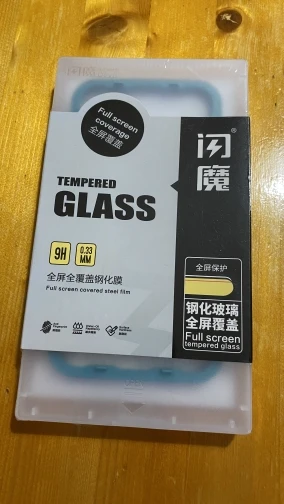 Full screen
coverage
全屏覆盖
闪魔®
TEMPERED
GLASS
9H
0.33
MM
全屏全覆盖钢化膜
Full screen covered steel film
全屏保护
钢化玻璃
全屏覆盖
Full screen
tempered glass